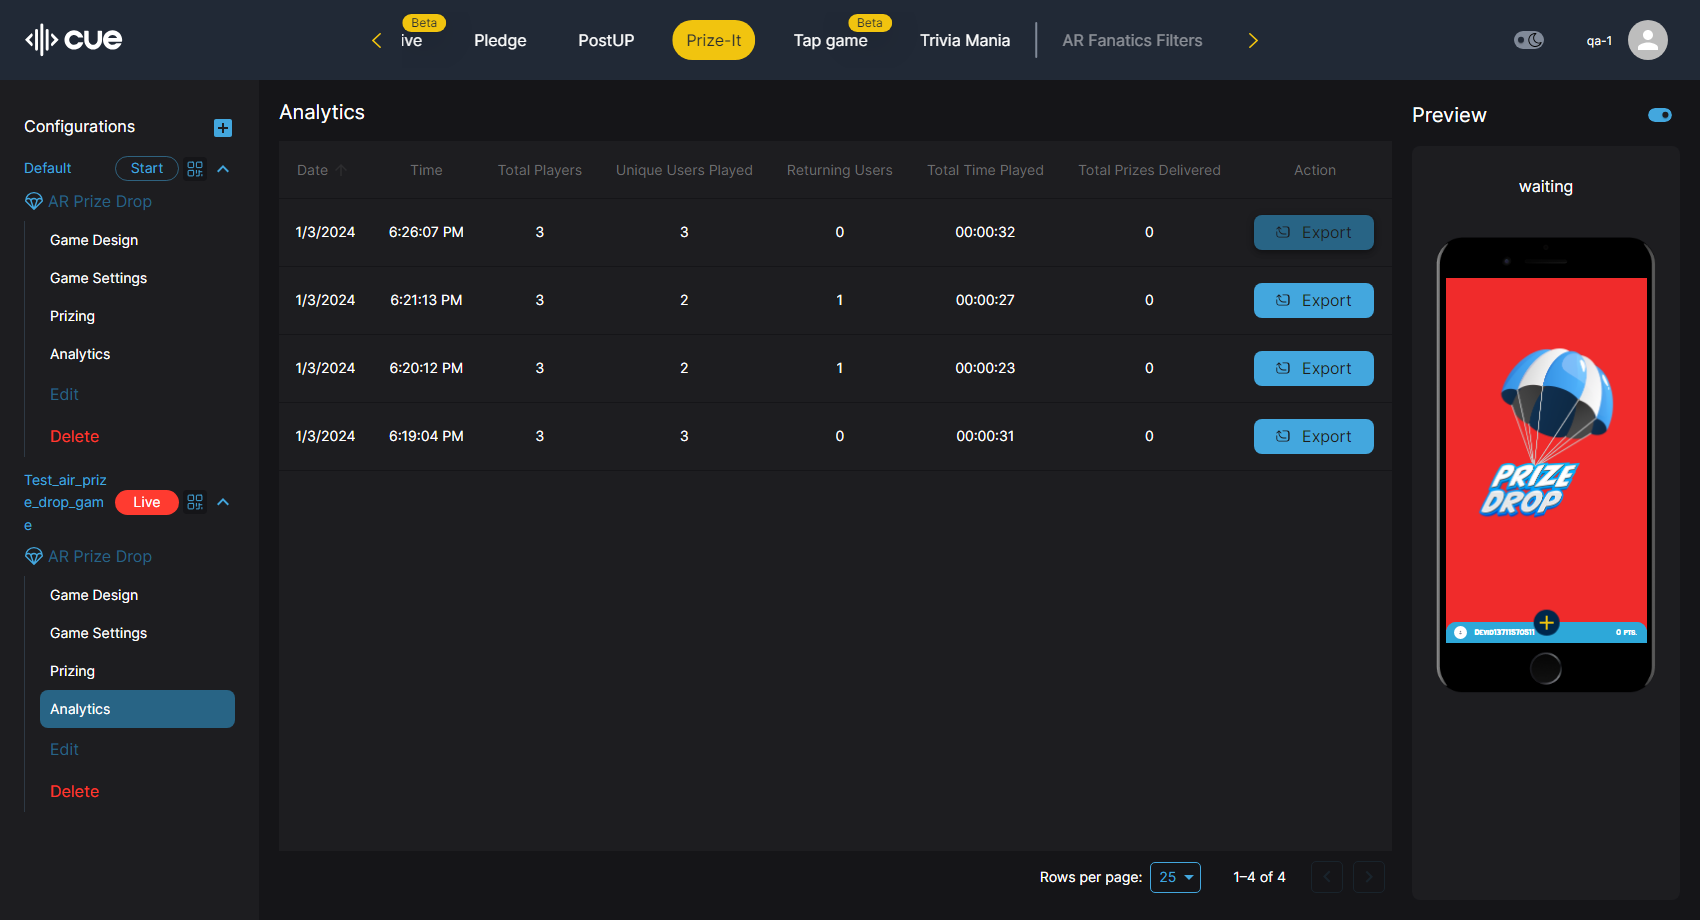 cue
Beta
ive
Pledge
PostUP
Prize-It
Beta
Tap game
Trivia Mania
AR Fanatics Filters
qa-1
Configurations
Default
Start
AR Prize Drop
Game Design
Game Settings
Prizing
Analytics
Edit
Delete
Test_air_priz
e_drop_gam
e
Live
AR Prize Drop
Game Design
Game Settings
Prizing
Analytics
Edit
Delete
Analytics
Date Time Total Players Unique Users Played Returning Users Total Time Played Total Prizes Delivered Action
1/3/2024 6:26:07 PM 3 3 0 00:00:32 0 Export
1/3/2024 6:21:13 PM 3 2 1 00:00:27 0 Export
1/3/2024 6:20:12 PM 3 2 1 00:00:23 0 Export
1/3/2024 6:19:04 PM 3 3 0 00:00:31 0 Export
Rows per page: 25 1–4 of 4
Preview
waiting
PRIZE
DROP
0 PTS.